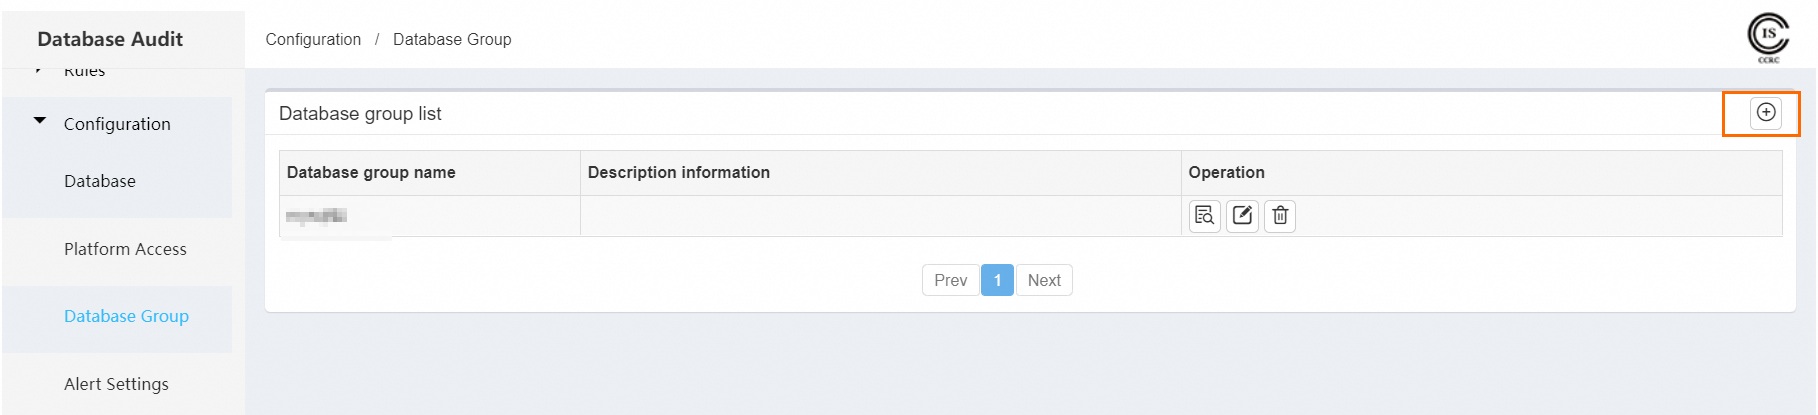 Database Audit
Configuration / Database Group
IS
CCRC
Rules
Configuration
Database
Platform Access
Database Group
Alert Settings
Database group list
Database group name Description information Operation
Prev 1 Next